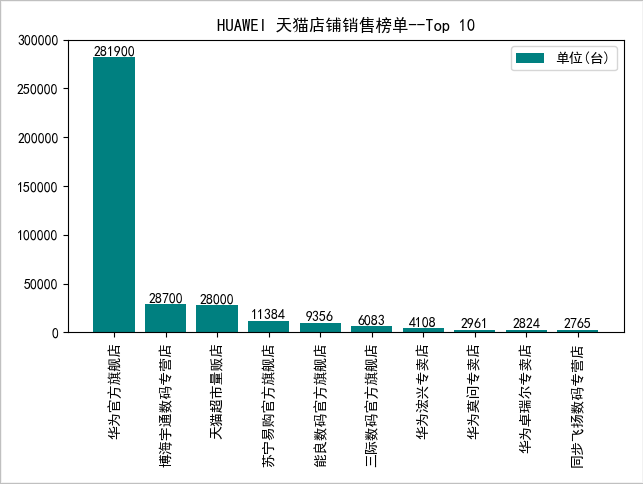 HUAWEI 天猫店铺销售榜单--Top 10
单位(台)
300000
250000
200000
150000
100000
50000
0
281900
28700
28000
11384
9356
6083
4108
2961
2824
2765
华为官方旗舰店
博海宇通数码专营店
天猫超市量贩店
苏宁易购官方旗舰店
能良数码官方旗舰店
三际数码官方旗舰店
华为浤兴专卖店
华为莫问专卖店
华为卓瑞尔专卖店
同步飞扬数码专营店